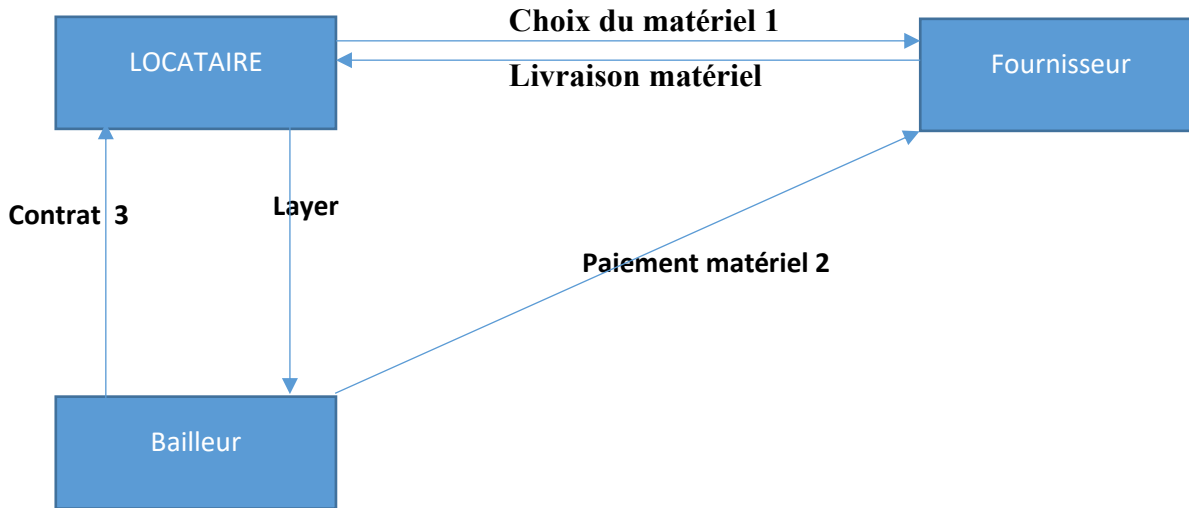 Choix du matériel 1
LOCATAIRE
Fournisseur
Livraison matériel
Contrat 3
Layer
Paiement matériel 2
Bailleur